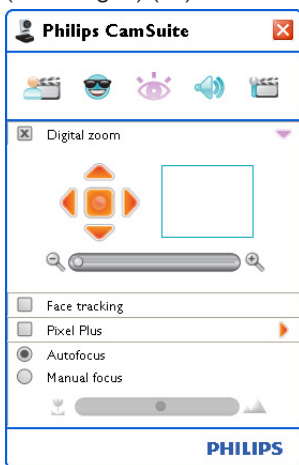 Philips CamSuite
Digital zoom
Face tracking
Pixel Plus
Autofocus
Manual focus
PHILIPS